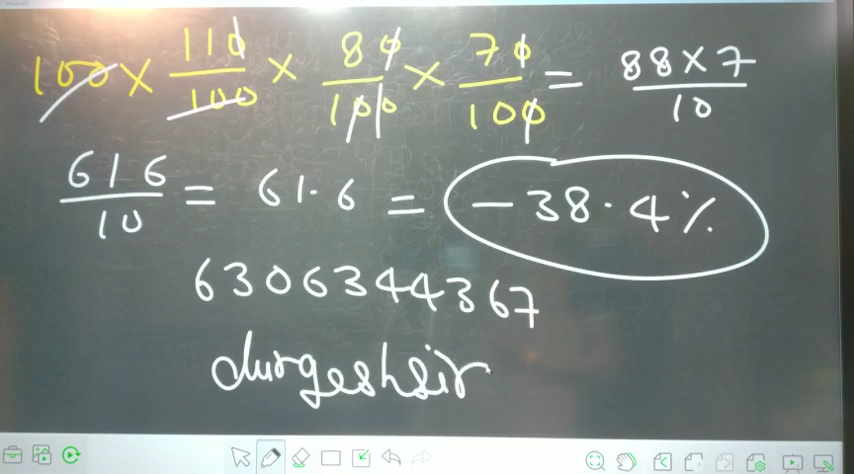 100 × 110/100 × 80/100 × 70/100 = 88×7/10
616/10 = 61.6 = -38.4%
6306344367
durgeshsir